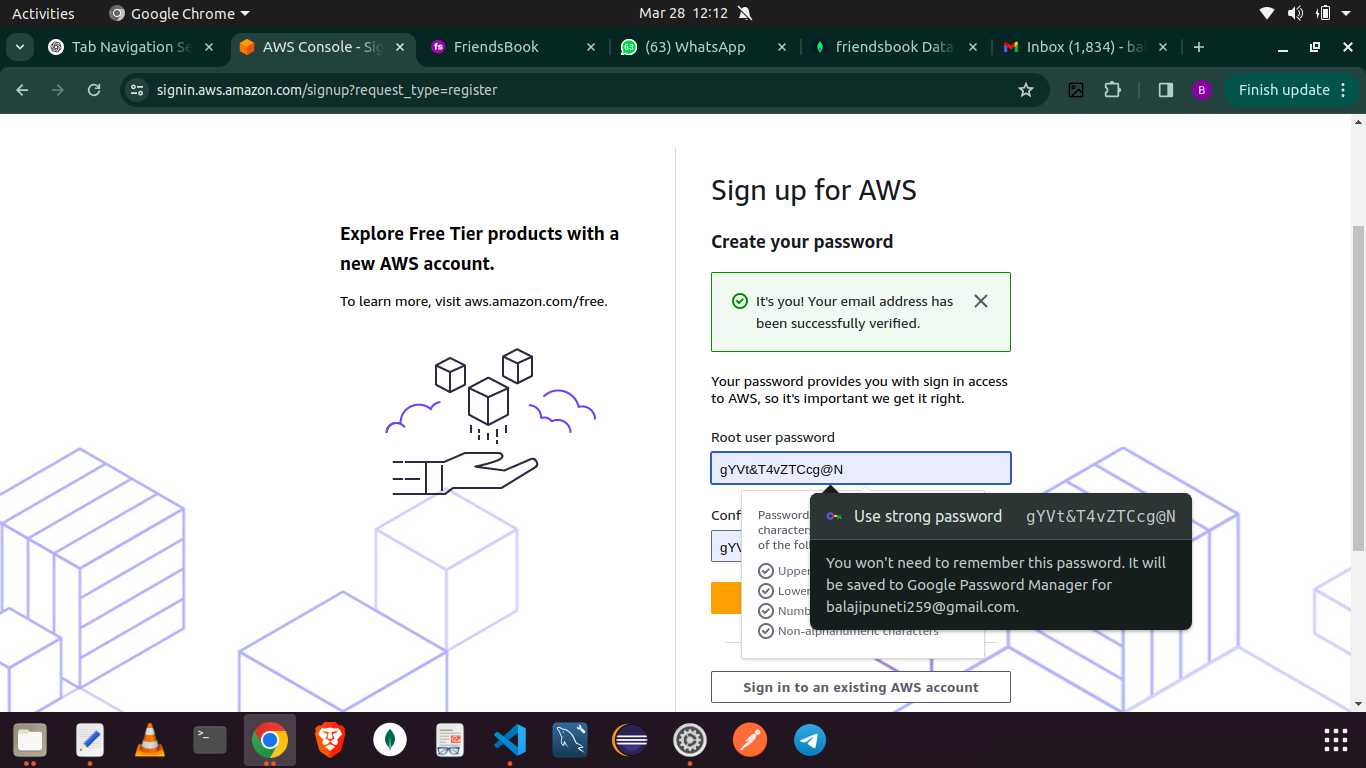 Activities
Google Chrome
Mar 28 12:12
Tab Navigation Se
AWS Console - Sig
fs
FriendsBook
63
(63) WhatsApp
friendsbook Data
Inbox (1,834) - ba
signin.aws.amazon.com/signup?request_type=register
B
Finish update
Explore Free Tier products with a
new AWS account.
To learn more, visit aws.amazon.com/free.
Sign up for AWS
Create your password
It's you! Your email address has
been successfully verified.
Your password provides you with sign in access
to AWS, so it's important we get it right.
Root user password
gYVt&T4vZTCcg@N
Use strong password gYVt&T4vZTCcg@N
You won't need to remember this password. It will
be saved to Google Password Manager for
balajipuneti259@gmail.com.
Conf
gYV
Password
characters
of the foll
Upper
Lower
Numb
Non-alphanumeric characters
Sign in to an existing AWS account